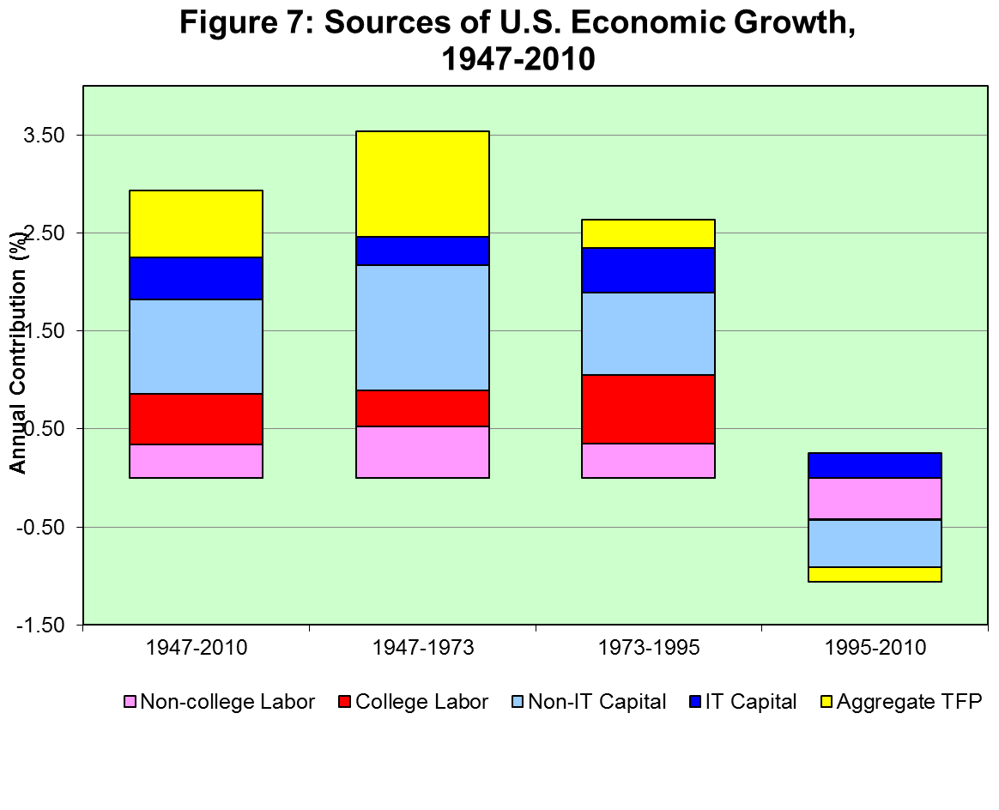 Figure 7: Sources of U.S. Economic Growth,
1947-2010
Annual Contribution (%)
3.50
2.50
1.50
0.50
-0.50
-1.50
1947-2010 1947-1973 1973-1995 1995-2010
Non-college Labor College Labor Non-IT Capital IT Capital Aggregate TFP